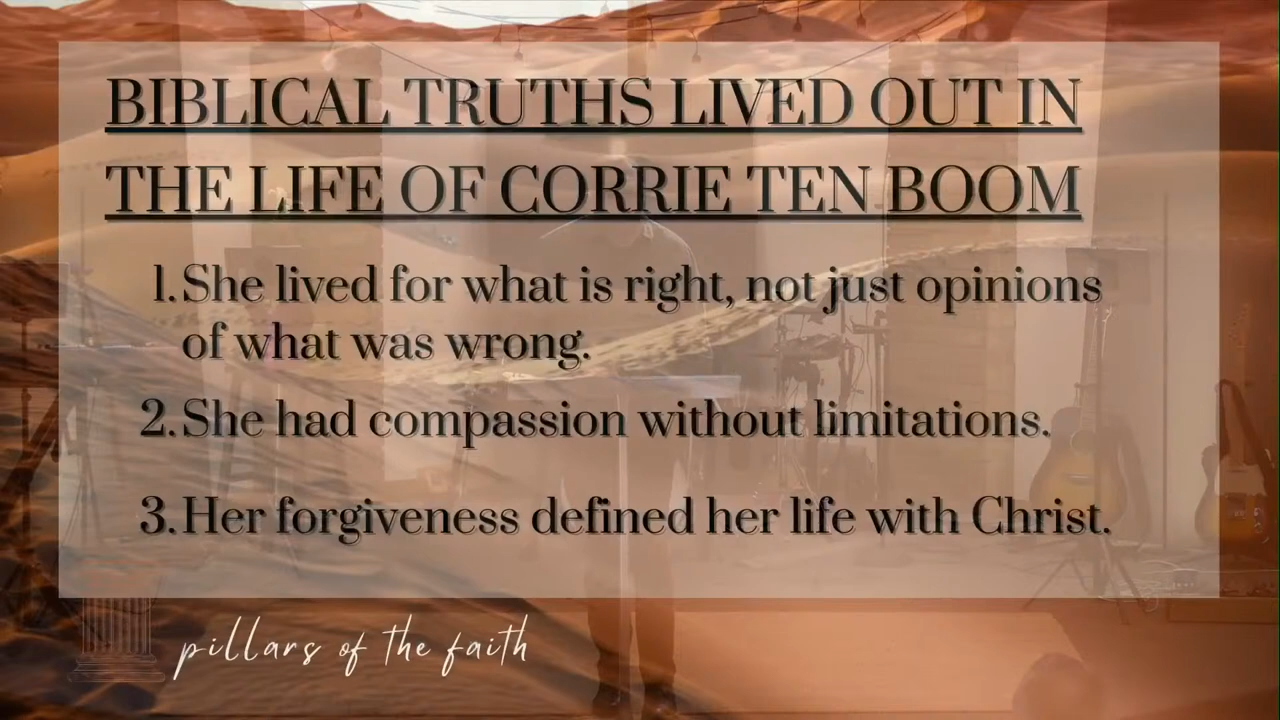 BIBLICAL TRUTHS LIVED OUT IN
THE LIFE OF CORRIE TEN BOOM
1. She lived for what is right, not just opinions
of what was wrong.
2. She had compassion without limitations.
3. Her forgiveness defined her life with Christ.
pillars of the faith